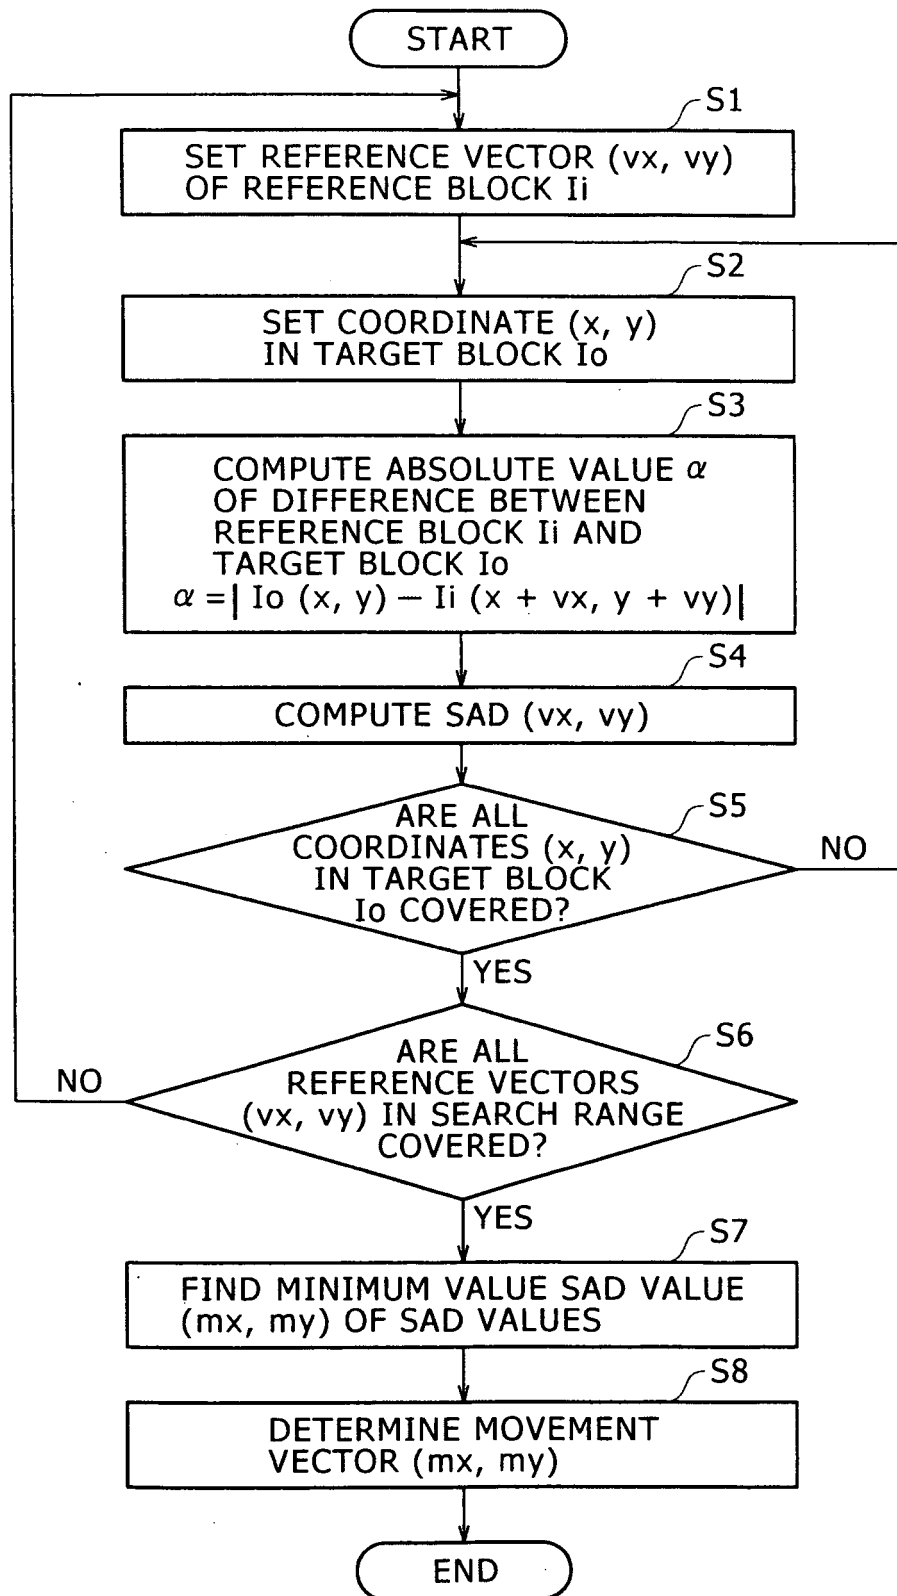 START
S1
SET REFERENCE VECTOR (vx, vy)
OF REFERENCE BLOCK Ii
S2
SET COORDINATE (x, y)
IN TARGET BLOCK Io
S3
COMPUTE ABSOLUTE VALUE α
OF DIFFERENCE BETWEEN
REFERENCE BLOCK Ii AND
TARGET BLOCK Io
α = | Io (x, y) − Ii (x + vx, y + vy)|
S4
COMPUTE SAD (vx, vy)
S5
ARE ALL
COORDINATES (x, y)
IN TARGET BLOCK
Io COVERED?
NO
YES
S6
ARE ALL
REFERENCE VECTORS
(vx, vy) IN SEARCH RANGE
COVERED?
NO
YES
S7
FIND MINIMUM VALUE SAD VALUE
(mx, my) OF SAD VALUES
S8
DETERMINE MOVEMENT
VECTOR (mx, my)
END